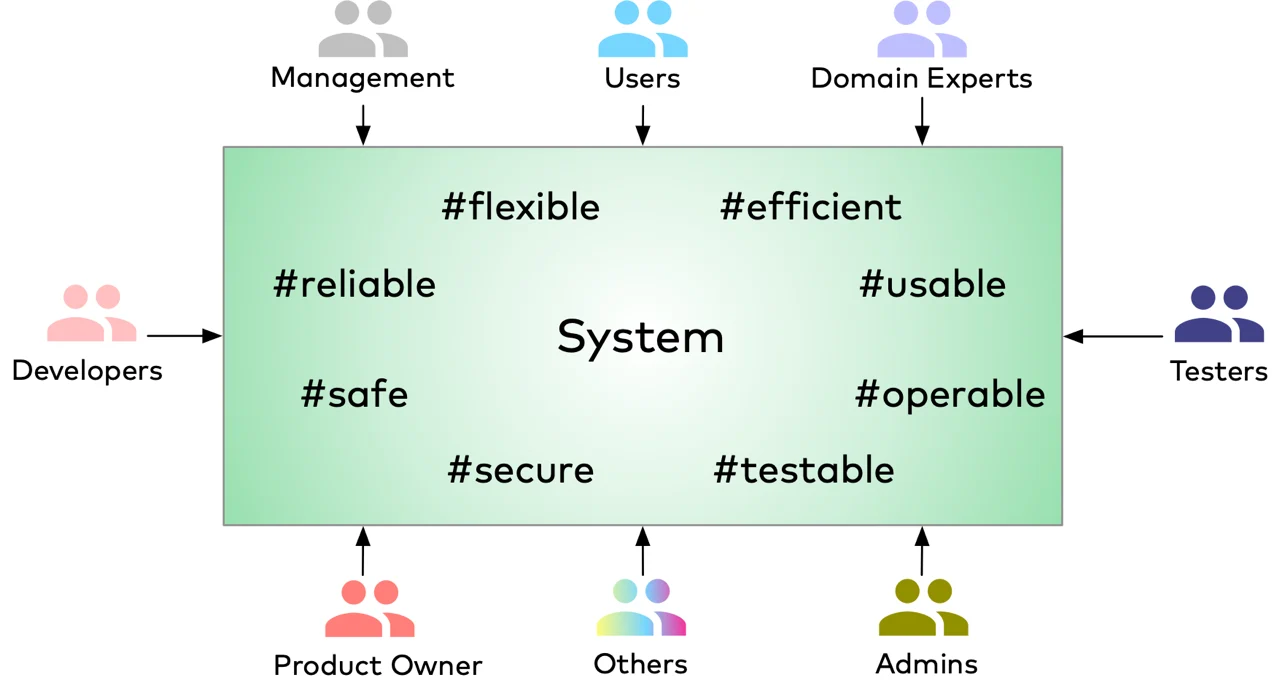 Management
Users
Domain Experts
#flexible
#efficient
#reliable
#usable
System
Developers
Testers
#safe
#operable
#secure
#testable
Product Owner
Others
Admins